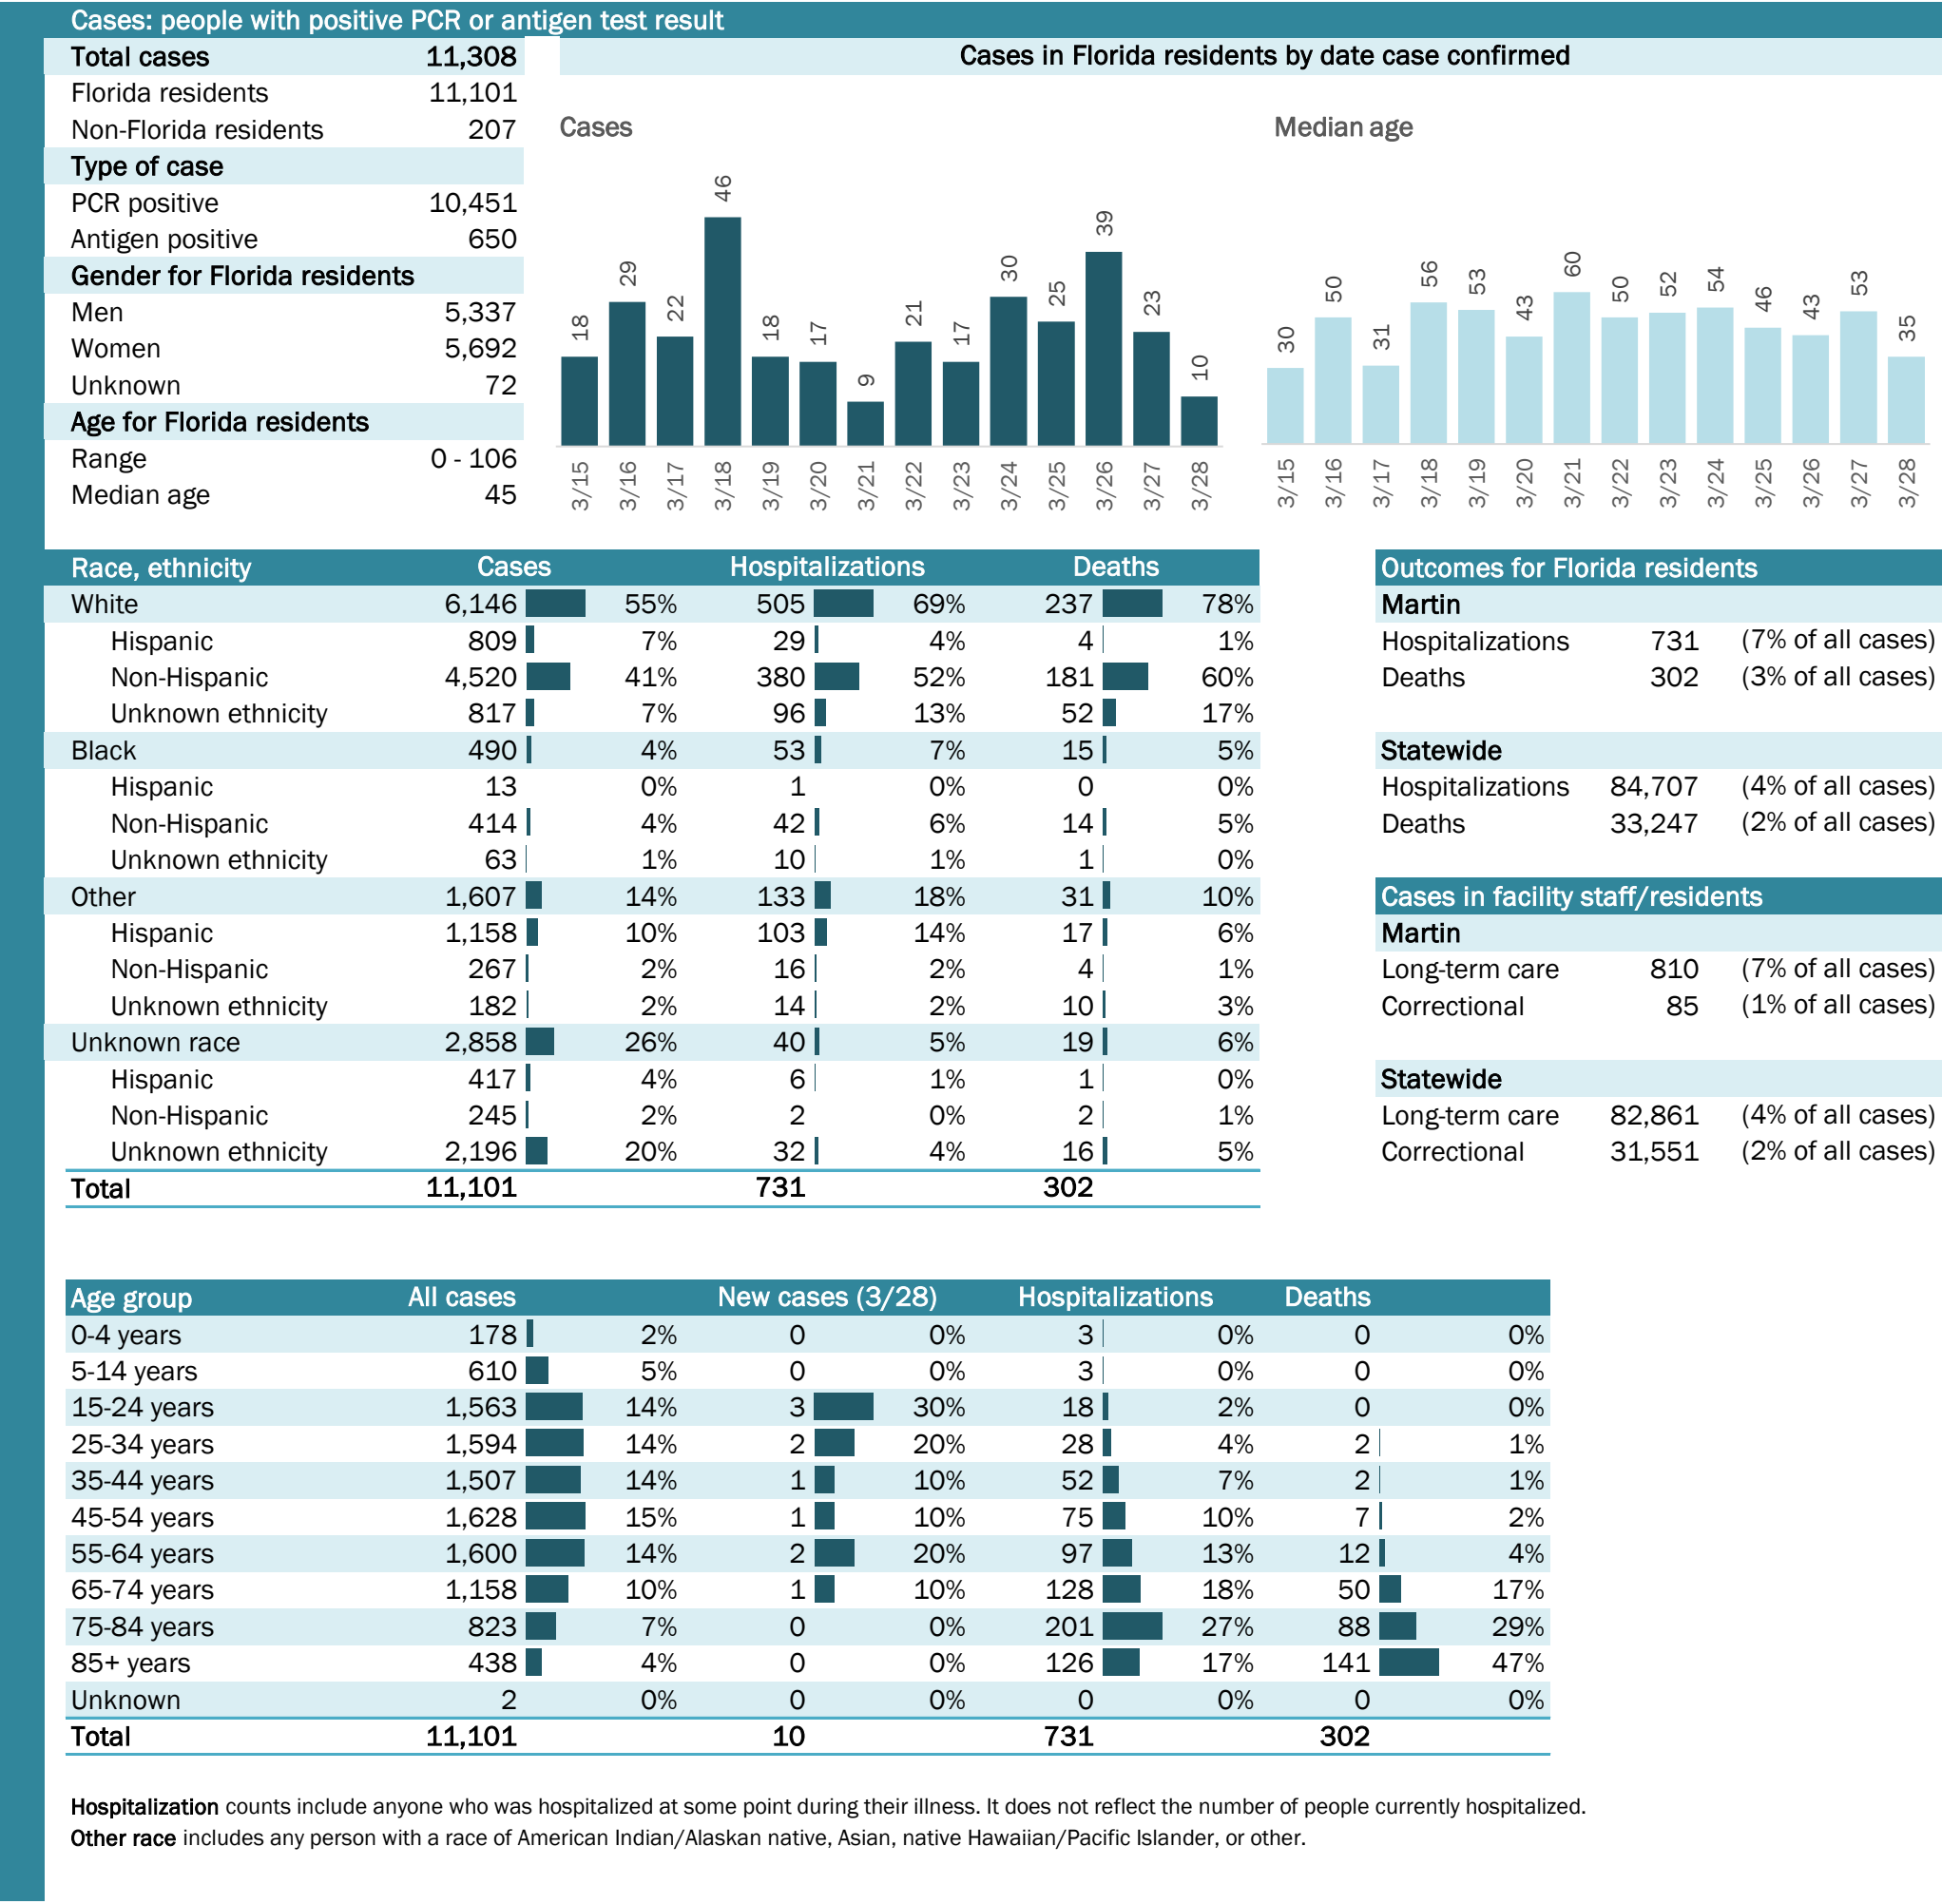 Cases: people with positive PCR or antigen test result
Total cases 11,308
Florida residents 11,101
Non-Florida residents 207
Type of case
PCR positive 10,451
Antigen positive 650
Gender for Florida residents
Men 5,337
Women 5,692
Unknown 72
Age for Florida residents
Range 0 - 106
Median age 45
Cases in Florida residents by date case confirmed
Cases
18 29 22 46 18 17 9 21 17 30 25 39 23 10
3/15 3/16 3/17 3/18 3/19 3/20 3/21 3/22 3/23 3/24 3/25 3/26 3/27 3/28
Median age
30 50 31 56 53 43 60 50 52 54 46 43 53 35
3/15 3/16 3/17 3/18 3/19 3/20 3/21 3/22 3/23 3/24 3/25 3/26 3/27 3/28
Race, ethnicity Cases Hospitalizations Deaths
White 6,146 55% 505 69% 237 78%
Hispanic 809 7% 29 4% 4 1%
Non-Hispanic 4,520 41% 380 52% 181 60%
Unknown ethnicity 817 7% 96 13% 52 17%
Black 490 4% 53 7% 15 5%
Hispanic 13 0% 1 0% 0 0%
Non-Hispanic 414 4% 42 6% 14 5%
Unknown ethnicity 63 1% 10 1% 1 0%
Other 1,607 14% 133 18% 31 10%
Hispanic 1,158 10% 103 14% 17 6%
Non-Hispanic 267 2% 16 2% 4 1%
Unknown ethnicity 182 2% 14 2% 10 3%
Unknown race 2,858 26% 40 5% 19 6%
Hispanic 417 4% 6 1% 1 0%
Non-Hispanic 245 2% 2 0% 2 1%
Unknown ethnicity 2,196 20% 32 4% 16 5%
Total 11,101 731 302
Outcomes for Florida residents
Martin
Hospitalizations 731 (7% of all cases)
Deaths 302 (3% of all cases)
Statewide
Hospitalizations 84,707 (4% of all cases)
Deaths 33,247 (2% of all cases)
Cases in facility staff/residents
Martin
Long-term care 810 (7% of all cases)
Correctional 85 (1% of all cases)
Statewide
Long-term care 82,861 (4% of all cases)
Correctional 31,551 (2% of all cases)
Age group All cases New cases (3/28) Hospitalizations Deaths
0-4 years 178 2% 0 0% 3 0% 0 0%
5-14 years 610 5% 0 0% 3 0% 0 0%
15-24 years 1,563 14% 3 30% 18 2% 0 0%
25-34 years 1,594 14% 2 20% 28 4% 2 1%
35-44 years 1,507 14% 1 10% 52 7% 2 1%
45-54 years 1,628 15% 1 10% 75 10% 7 2%
55-64 years 1,600 14% 2 20% 97 13% 12 4%
65-74 years 1,158 10% 1 10% 128 18% 50 17%
75-84 years 823 7% 0 0% 201 27% 88 29%
85+ years 438 4% 0 0% 126 17% 141 47%
Unknown 2 0% 0 0% 0 0% 0 0%
Total 11,101 10 731 302
Hospitalization counts include anyone who was hospitalized at some point during their illness. It does not reflect the number of people currently hospitalized.
Other race includes any person with a race of American Indian/Alaskan native, Asian, native Hawaiian/Pacific Islander, or other.